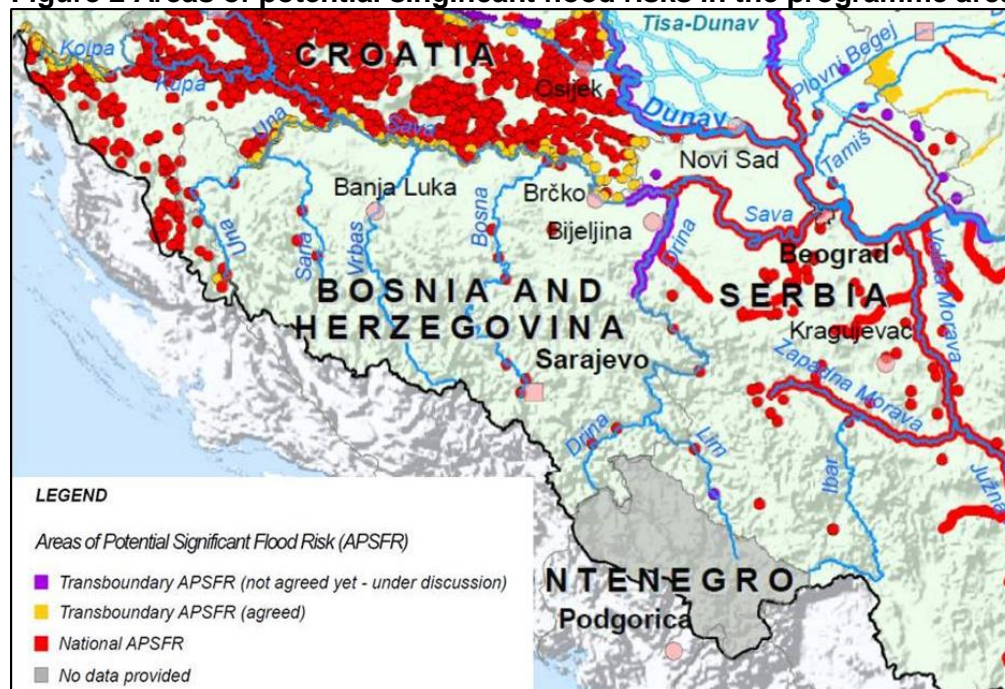 Figure 2 Areas of potential singificant flood risks in the programme area
Tisa-Dunav
Plovni Begej
Kolpa
CROATIA
Kupa
Osijek
Dunav
Una
Sava
Tamiš
Novi Sad
Banja Luka
Brčko
Sava
Bijeljina
Una
Sana
Vrbas
Bosna
Drina
Beograd
Velika Morava
BOSNIA AND
HERZEGOVINA
SERBIA
Kragujevac
Sarajevo
Zapadna Morava
Drina
Lim
Ibar
Južna
NTENEGRO
Podgorica
LEGEND
Areas of Potential Significant Flood Risk (APSFR)
Transboundary APSFR (not agreed yet - under discussion)
Transboundary APSFR (agreed)
National APSFR
No data provided